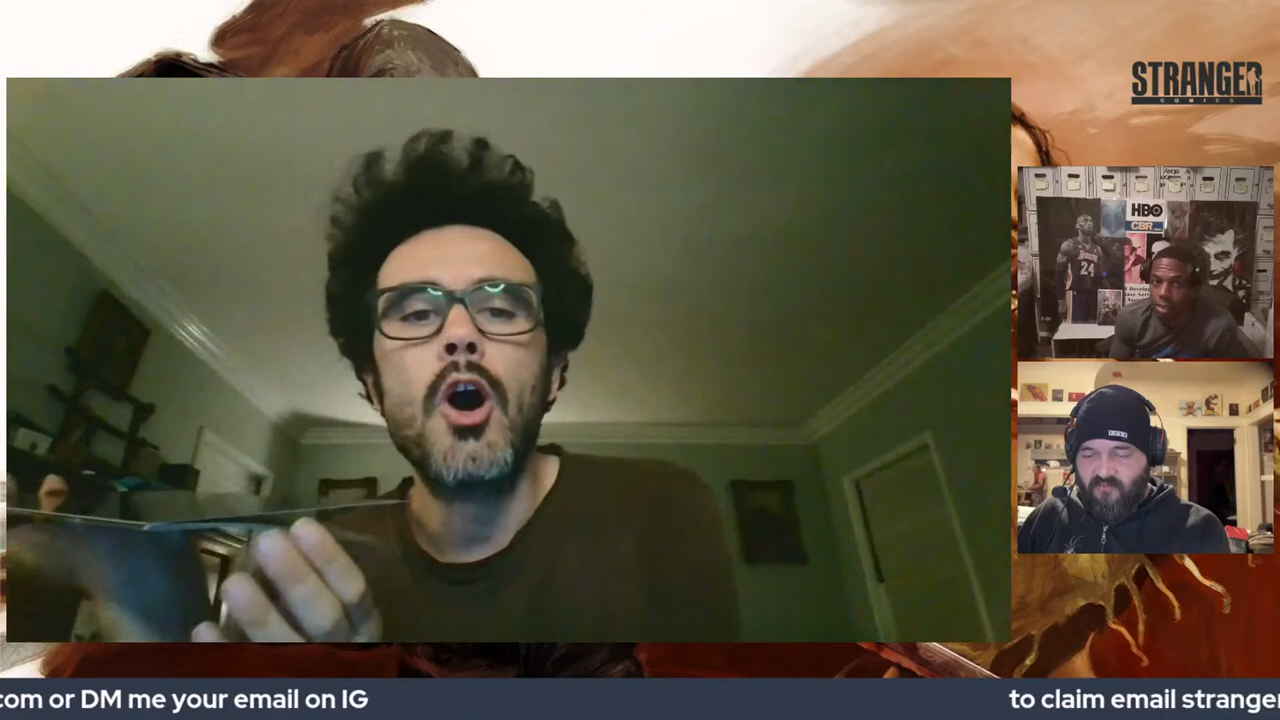 STRANGER
COMICS
HBO
CBR
24
com or DM me your email on IG
to claim email stranger